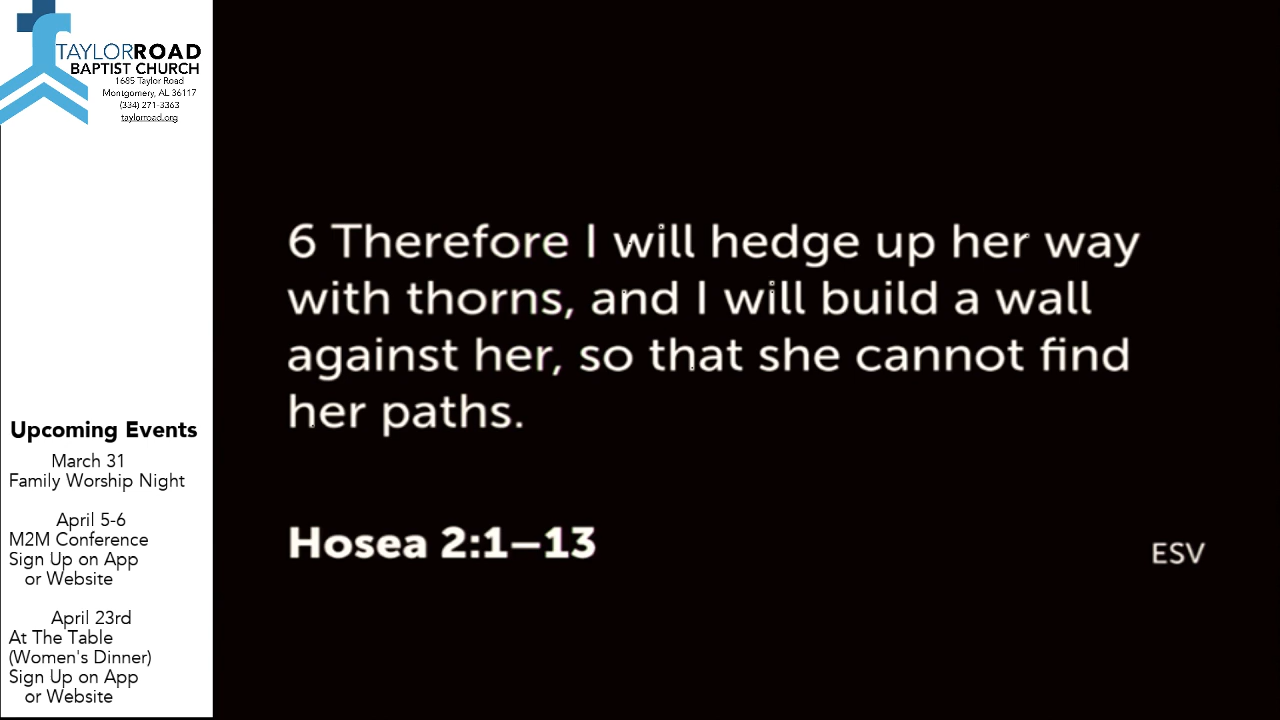 TAYLORROAD
BAPTIST CHURCH
1685 Taylor Road
Montgomery, AL 36117
(334) 271-3363
taylorroad.org
Upcoming Events
March 31
Family Worship Night
April 5-6
M2M Conference
Sign Up on App
or Website
April 23rd
At The Table
(Women's Dinner)
Sign Up on App
or Website
6 Therefore I will hedge up her way
with thorns, and I will build a wall
against her, so that she cannot find
her paths.
Hosea 2:1–13
ESV